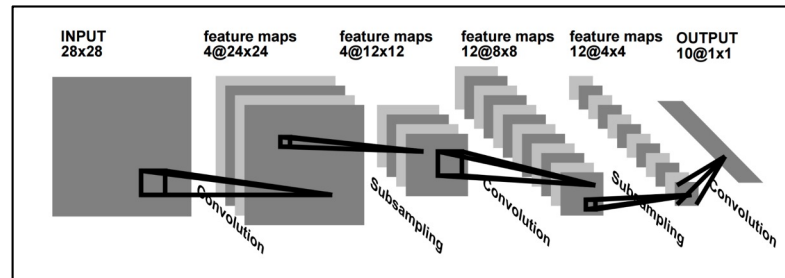 INPUT
28x28
feature maps
4@24x24
feature maps
4@12x12
feature maps
12@8x8
feature maps
12@4x4
OUTPUT
10@1x1
Convolution
Subsampling
Convolution
Subsampling
Convolution